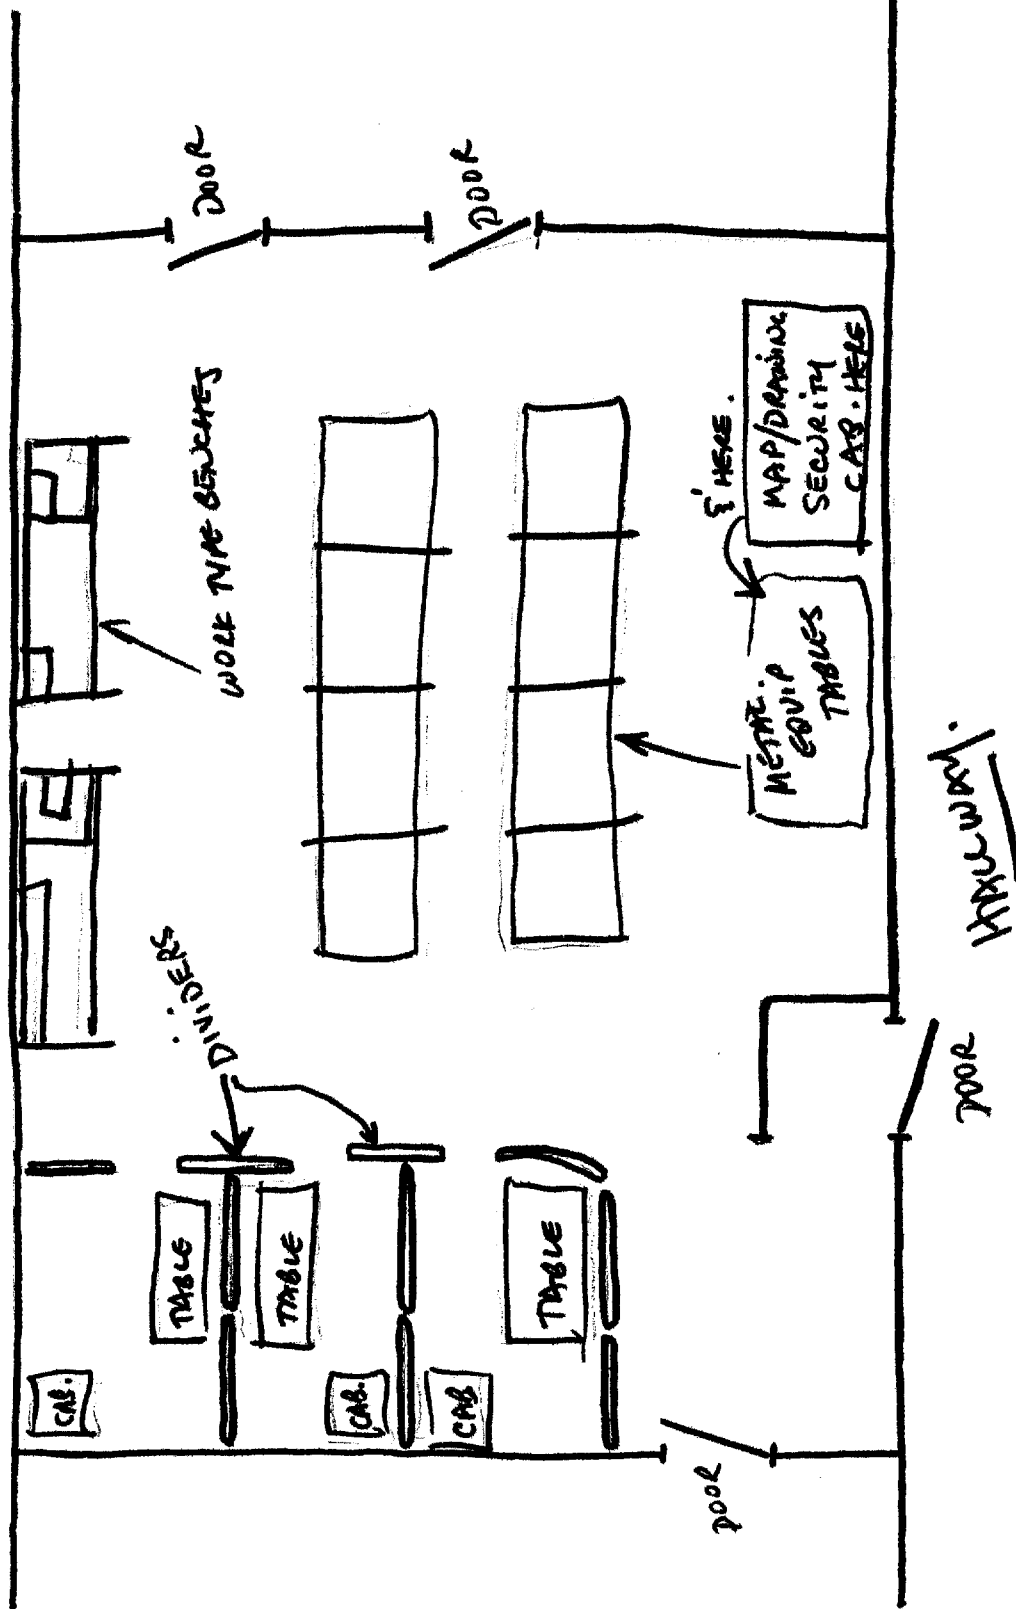 CAB.
TABLE
DIVIDERS
WORK TYPE BENCHES
DOOR
TABLE
CAB.
CAB
DOOR
TABLE
DOOR
& HERE.
METAL.
EQUIP
TABLES
MAP/DRAWING
SECURITY
CAB. HERE
DOOR
HALLWAY.